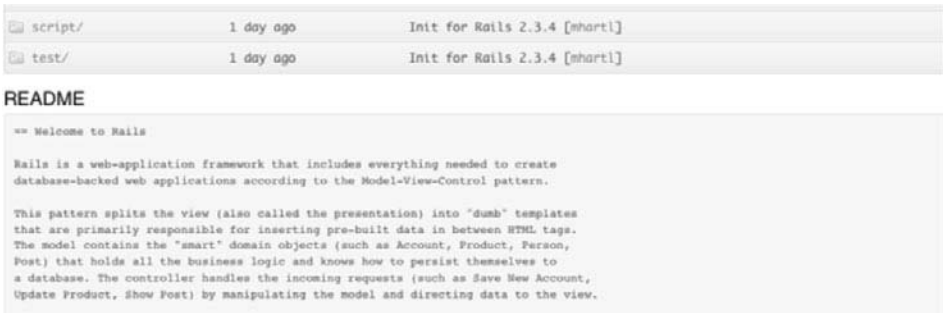 script/ 1 day ago Init for Rails 2.3.4 [mhartl]
test/ 1 day ago Init for Rails 2.3.4 [mhartl]
README
== Welcome to Rails
Rails is a web-application framework that includes everything needed to create
database-backed web applications according to the Model-View-Control pattern.
This pattern splits the view (also called the presentation) into "dumb" templates
that are primarily responsible for inserting pre-built data in between HTML tags.
The model contains the "smart" domain objects (such as Account, Product, Person,
Post) that holds all the business logic and knows how to persist themselves to
a database. The controller handles the incoming requests (such as Save New Account,
Update Product, Show Post) by manipulating the model and directing data to the view.